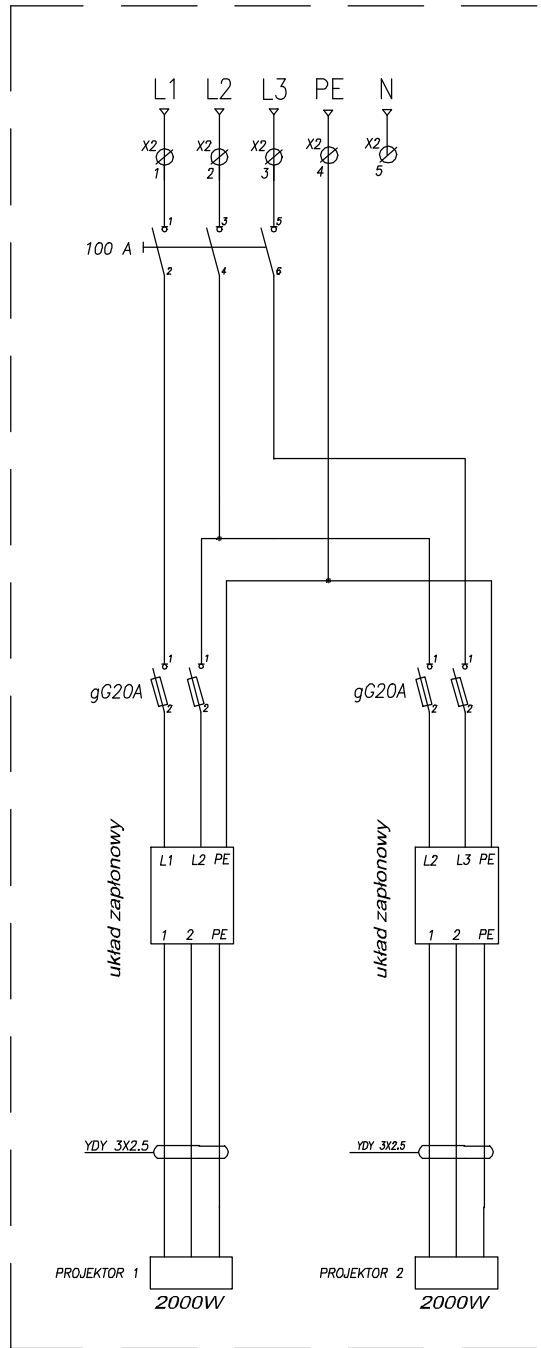 L1 L2 L3 PE N
X2 X2 X2 X2 X2
1 2 3 4 5
1 3 5
100 A
2 4 6
1 1 1 1
gG20A gG20A
2 2 2 2
układ zapłonowy
L1 L2 PE
1 2 PE
układ zapłonowy
L2 L3 PE
1 2 PE
YDY 3X2.5 YDY 3X2.5
PROJEKTOR 1 PROJEKTOR 2
2000W 2000W